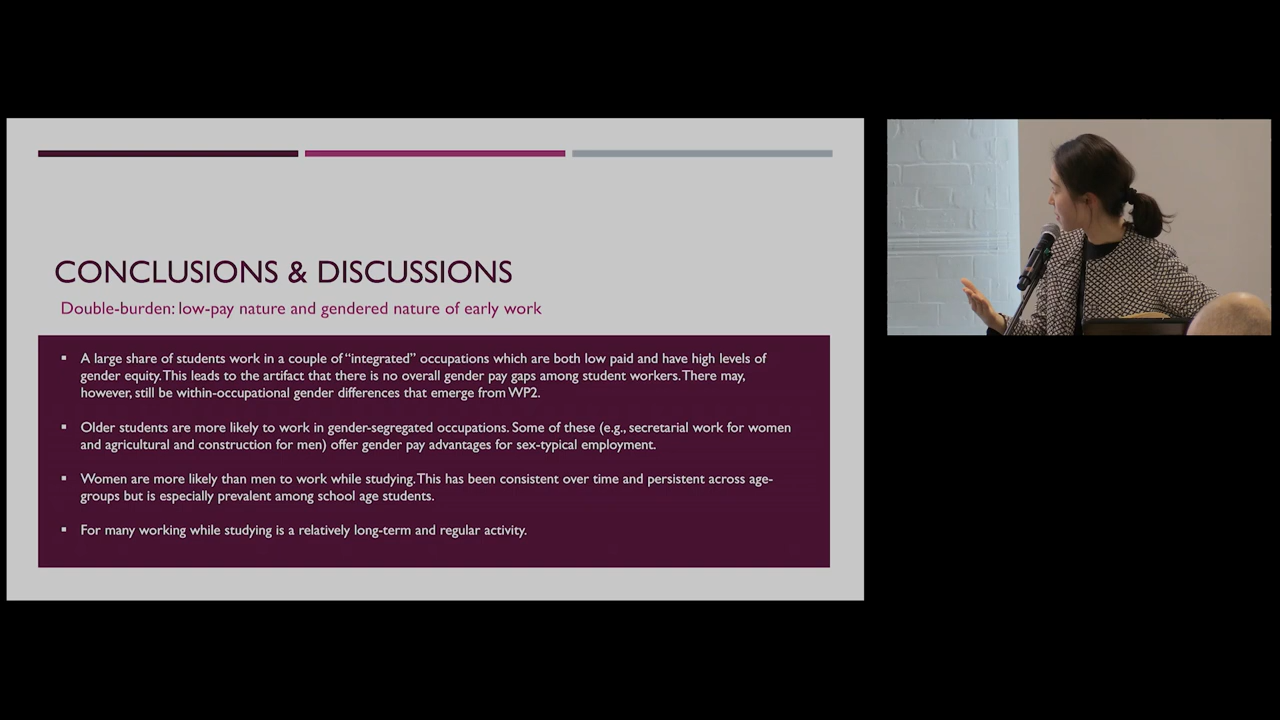 CONCLUSIONS & DISCUSSIONS
Double-burden: low-pay nature and gendered nature of early work
▪ A large share of students work in a couple of “integrated” occupations which are both low paid and have high levels of
gender equity. This leads to the artifact that there is no overall gender pay gaps among student workers. There may,
however, still be within-occupational gender differences that emerge from WP2.
▪ Older students are more likely to work in gender-segregated occupations. Some of these (e.g., secretarial work for women
and agricultural and construction for men) offer gender pay advantages for sex-typical employment.
▪ Women are more likely than men to work while studying. This has been consistent over time and persistent across age-
groups but is especially prevalent among school age students.
▪ For many working while studying is a relatively long-term and regular activity.